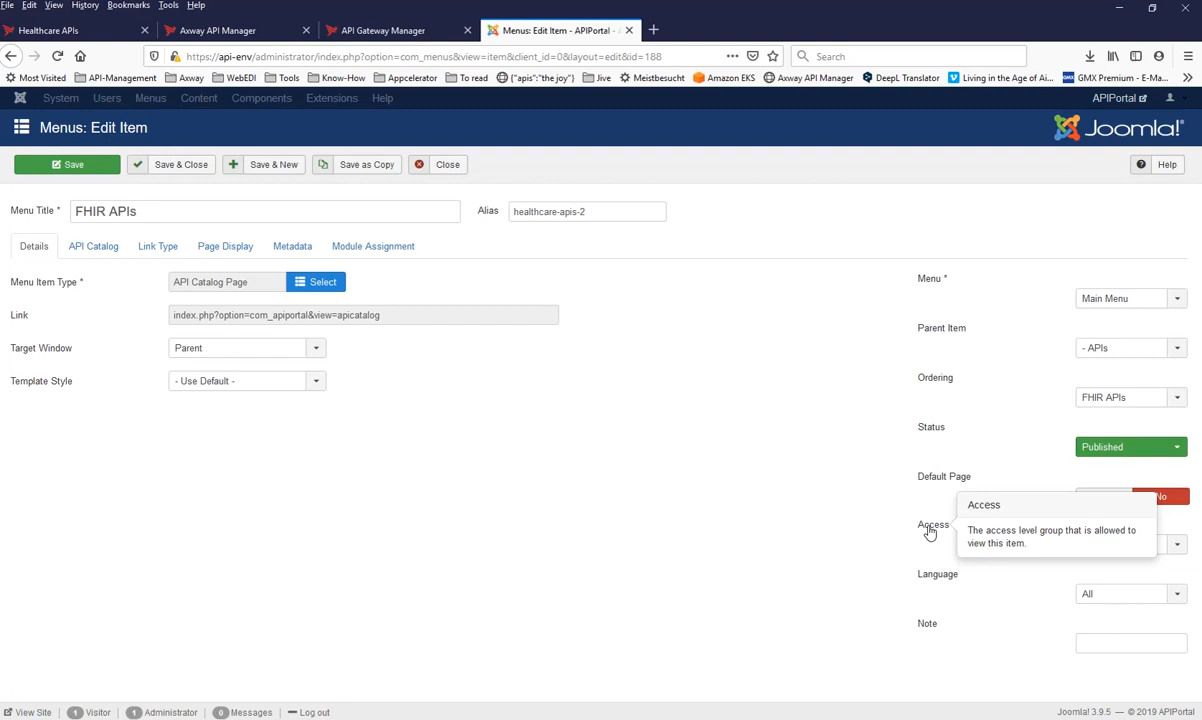 File Edit View History Bookmarks Tools Help
Healthcare APIs
Axway API Manager
API Gateway Manager
Menus: Edit Item - APIPortal - A
https://api-env/administrator/index.php?option=com_menus&view=item&client_id=0&layout=edit&id=188
Search
Most Visited API-Management Axway WebEDI Tools Know-How Appcelerator To read {"apis":"the joy"} Jive Meistbesucht Amazon EKS Axway API Manager DeepL Translator Living in the Age of Ai... GMX Premium - E-Ma...
System Users Menus Content Components Extensions Help APIPortal
Menus: Edit Item
Joomla!®
Save Save & Close Save & New Save as Copy Close Help
Menu Title * FHIR APIs Alias healthcare-apis-2
Details API Catalog Link Type Page Display Metadata Module Assignment
Menu Item Type * API Catalog Page Select
Link index.php?option=com_apiportal&view=apicatalog
Target Window Parent
Template Style - Use Default -
Menu *
Main Menu
Parent Item
- APIs
Ordering
FHIR APIs
Status
Published
Default Page
No
Access
Access
The access level group that is allowed to
view this item.
Language
All
Note
View Site 1 Visitor 1 Administrator 0 Messages Log out Joomla! 3.9.5 — © 2019 APIPortal